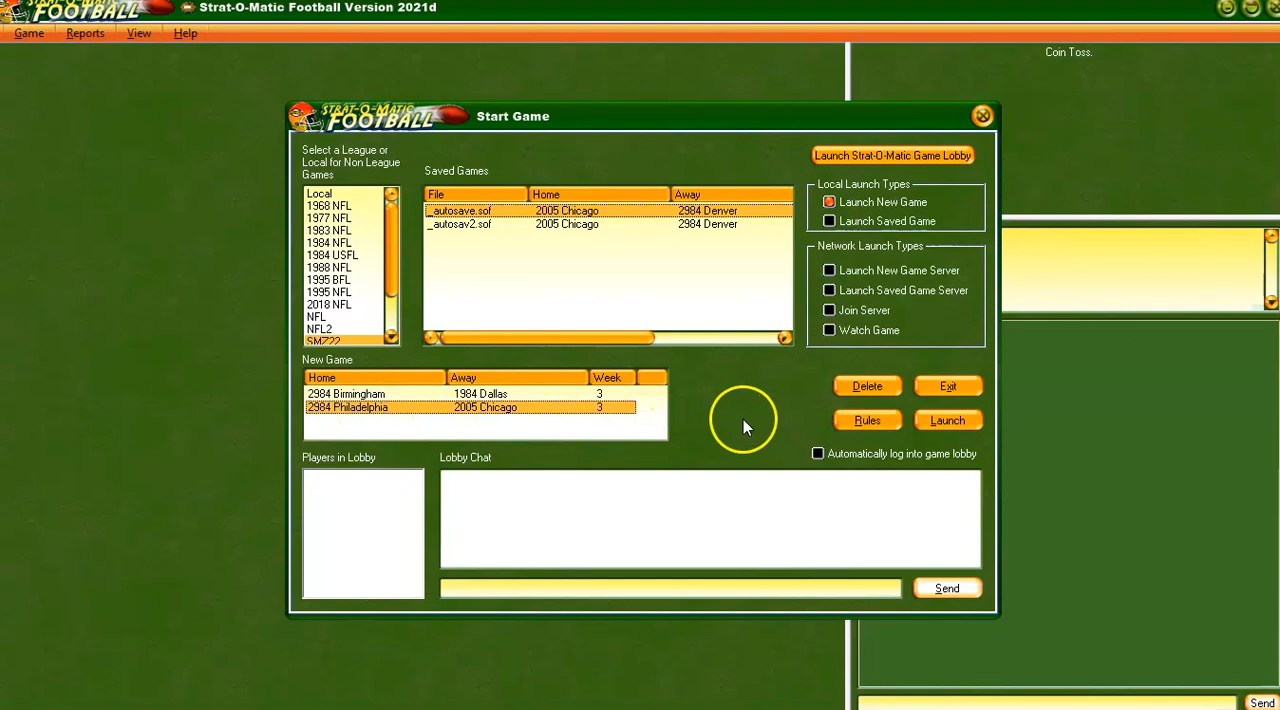 STRAT-O-MATIC FOOTBALL
Strat-O-Matic Football Version 2021d
Game Reports View Help
Coin Toss.
STRAT-O-MATIC FOOTBALL
Start Game
Select a League or
Local for Non League
Games
Local
1968 NFL
1977 NFL
1983 NFL
1984 NFL
1984 USFL
1988 NFL
1995 BFL
1995 NFL
2018 NFL
NFL
NFL2
SMZ22
Saved Games
File Home Away
_autosave.sof 2005 Chicago 2984 Denver
_autosav2.sof 2005 Chicago 2984 Denver
Launch Strat-O-Matic Game Lobby
Local Launch Types
Launch New Game
Launch Saved Game
Network Launch Types
Launch New Game Server
Launch Saved Game Server
Join Server
Watch Game
New Game
Home Away Week
2984 Birmingham 1984 Dallas 3
2984 Philadelphia 2005 Chicago 3
Delete Exit
Rules Launch
Automatically log into game lobby
Players in Lobby
Lobby Chat
Send
Send